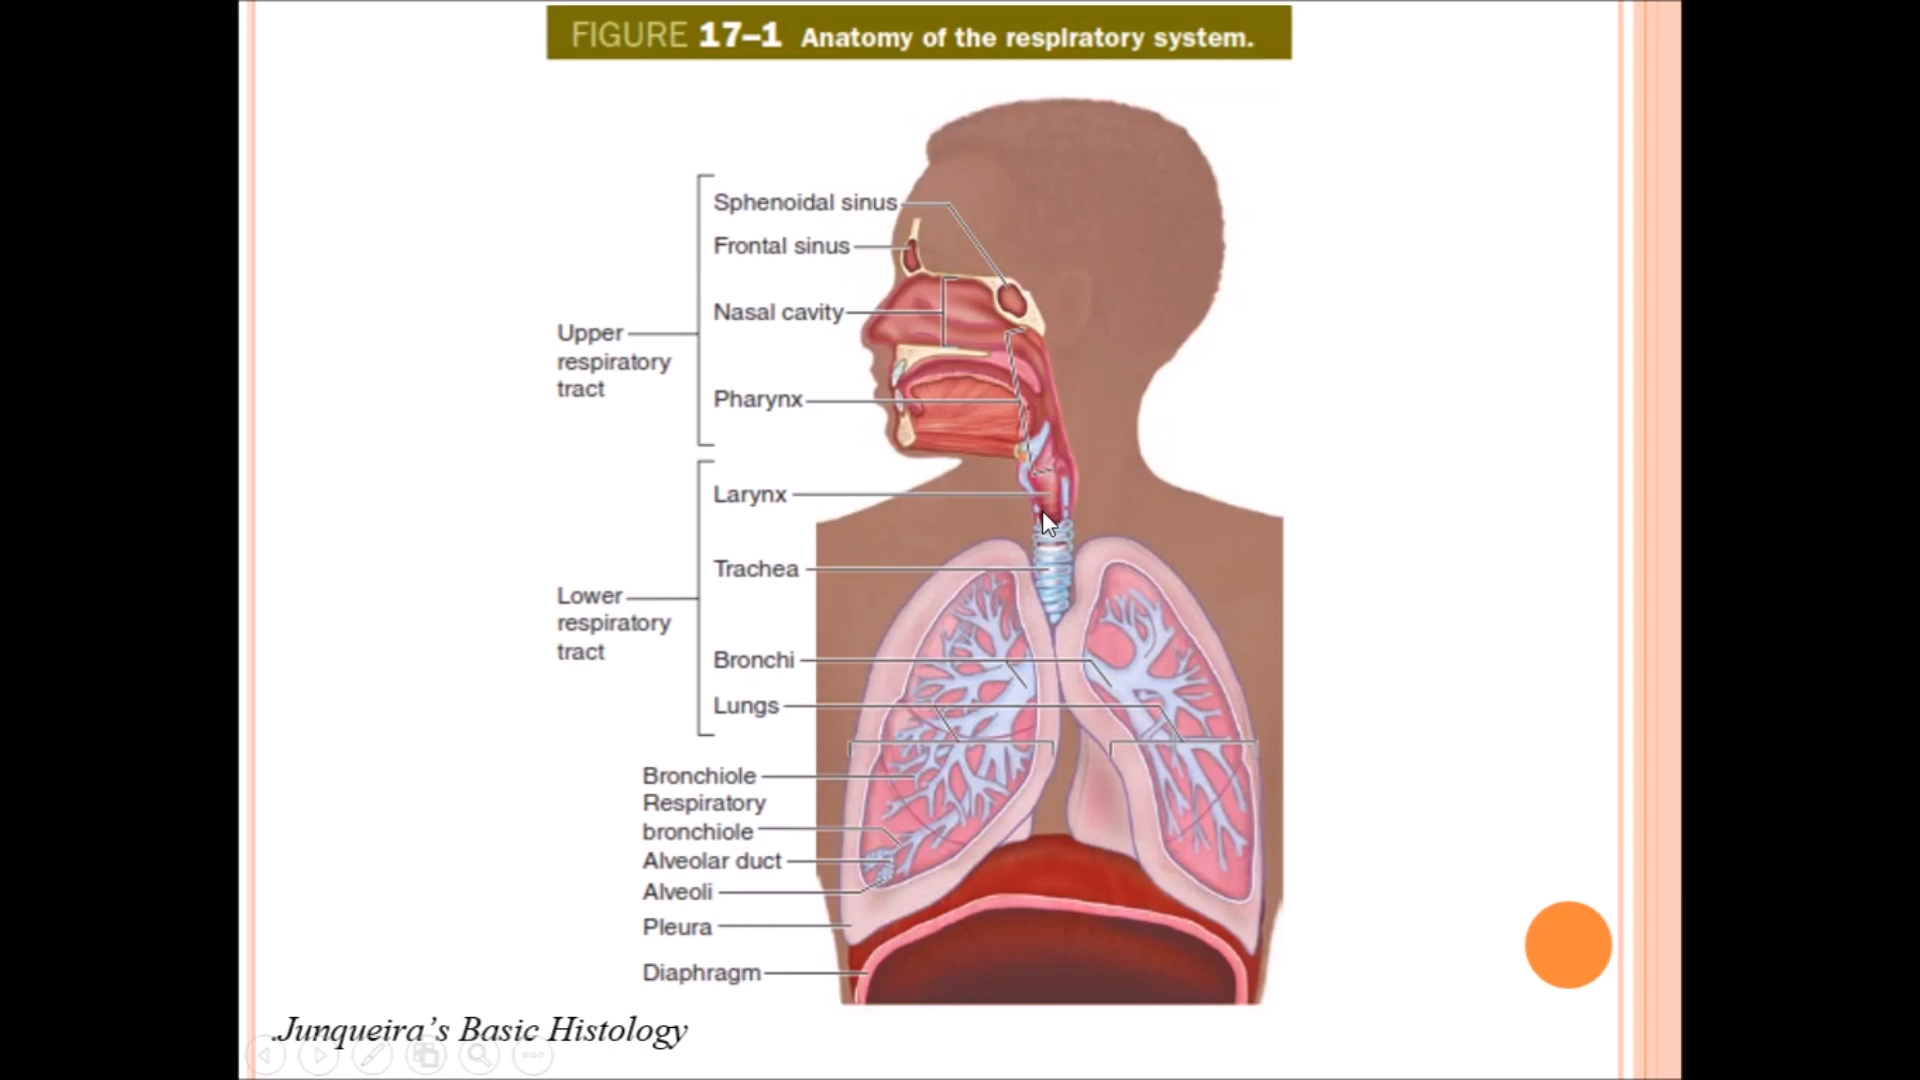 FIGURE 17–1 Anatomy of the respiratory system.
Sphenoidal sinus
Frontal sinus
Nasal cavity
Upper
respiratory
tract
Pharynx
Larynx
Trachea
Lower
respiratory
tract
Bronchi
Lungs
Bronchiole
Respiratory
bronchiole
Alveolar duct
Alveoli
Pleura
Diaphragm
.Junqueira’s Basic Histology